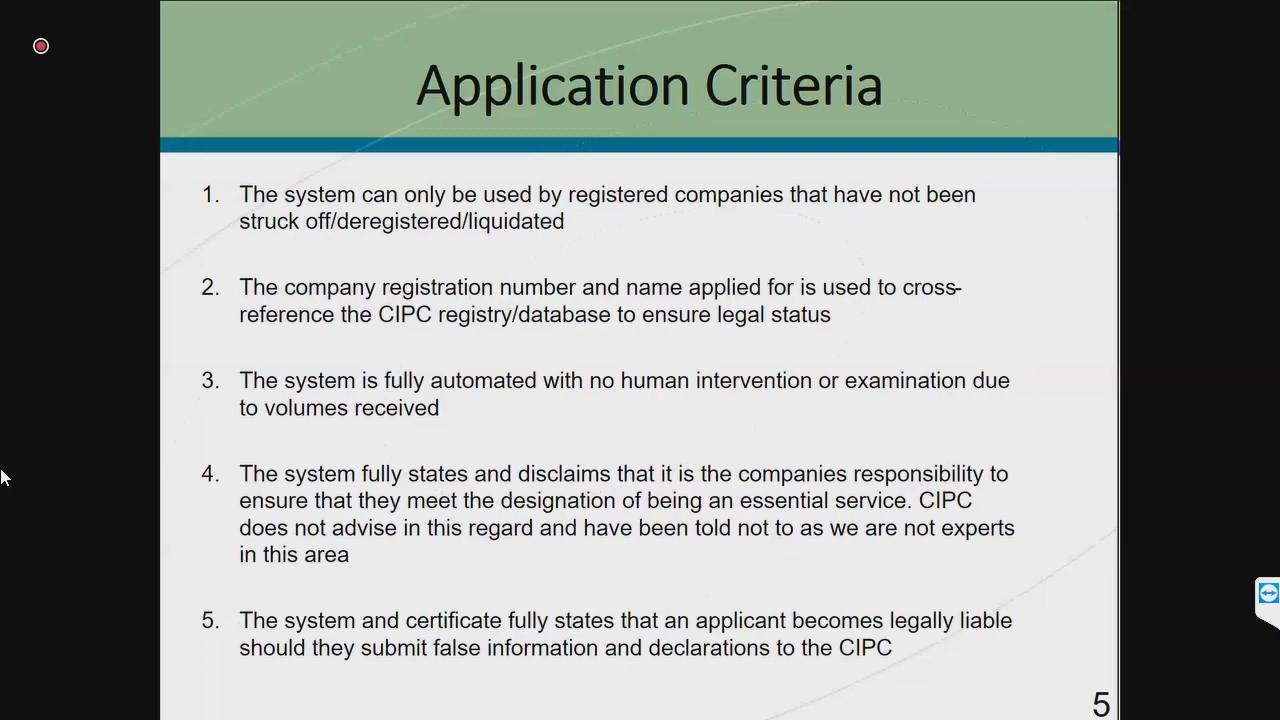 Application Criteria
1. The system can only be used by registered companies that have not been
struck off/deregistered/liquidated
2. The company registration number and name applied for is used to cross-
reference the CIPC registry/database to ensure legal status
3. The system is fully automated with no human intervention or examination due
to volumes received
4. The system fully states and disclaims that it is the companies responsibility to
ensure that they meet the designation of being an essential service. CIPC
does not advise in this regard and have been told not to as we are not experts
in this area
5. The system and certificate fully states that an applicant becomes legally liable
should they submit false information and declarations to the CIPC
5